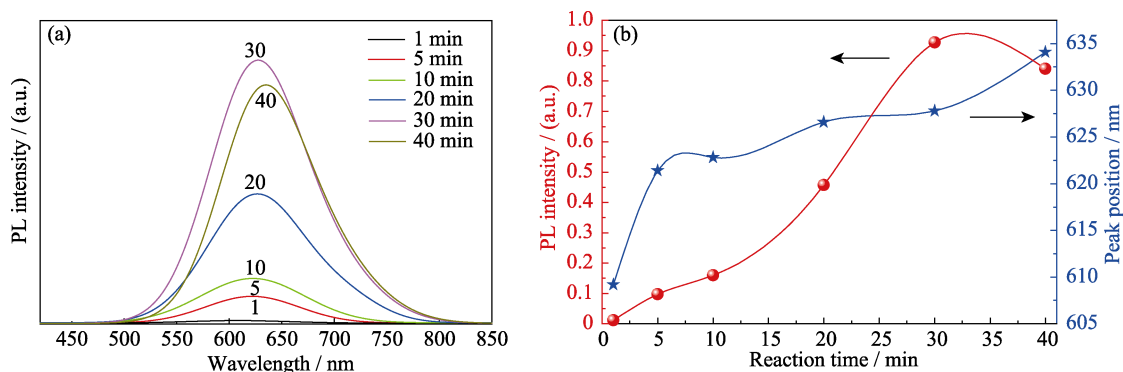 (a)
1 min
5 min
10 min
20 min
30 min
40 min
30
40
20
10
5
1
PL intensity / (a.u.)
450 500 550 600 650 700 750 800 850
Wavelength / nm
(b)
1.0
0.9
0.8
0.7
0.6
0.5
0.4
0.3
0.2
0.1
0
PL intensity / (a.u.)
0 5 10 15 20 25 30 35 40
Reaction time / min
635
630
625
620
615
610
605
Peak position / nm